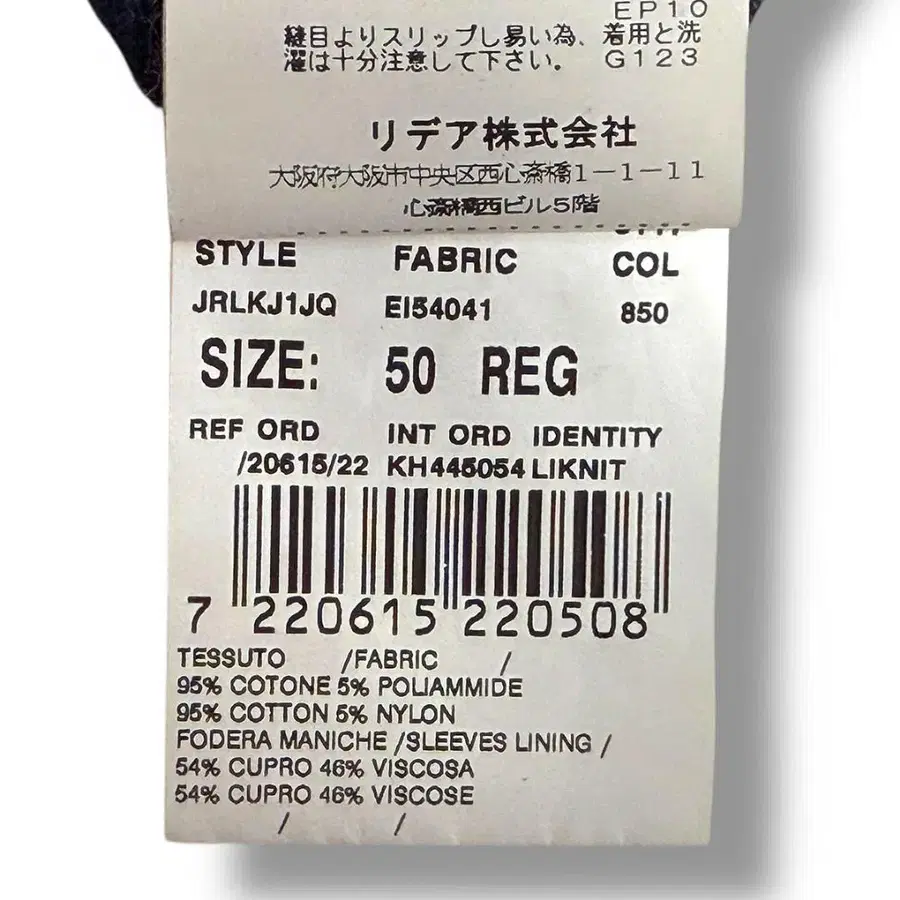 EP10
縫目よりスリップし易い為、着用と洗
濯は十分注意して下さい。 G123
リデア株式会社
大阪府大阪市中央区西心斎橋1-1-11
心斎橋西ビル5階
STYLE FABRIC COL
JRLKJ1JQ EI54041 850
SIZE: 50 REG
REF ORD INT ORD IDENTITY
/20615/22 KH445054 LIKNIT
7 220615 220508
TESSUTO /FABRIC /
95% COTONE 5% POLIAMMIDE
95% COTTON 5% NYLON
FODERA MANICHE /SLEEVES LINING /
54% CUPRO 46% VISCOSA
54% CUPRO 46% VISCOSE
/ /